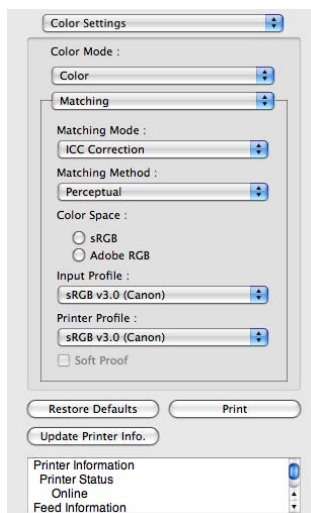 Color Settings
Color Mode :
Color
Matching
Matching Mode :
ICC Correction
Matching Method :
Perceptual
Color Space :
sRGB
Adobe RGB
Input Profile :
sRGB v3.0 (Canon)
Printer Profile :
sRGB v3.0 (Canon)
Soft Proof
Restore Defaults Print
Update Printer Info.
Printer Information
Printer Status
Online
Feed Information